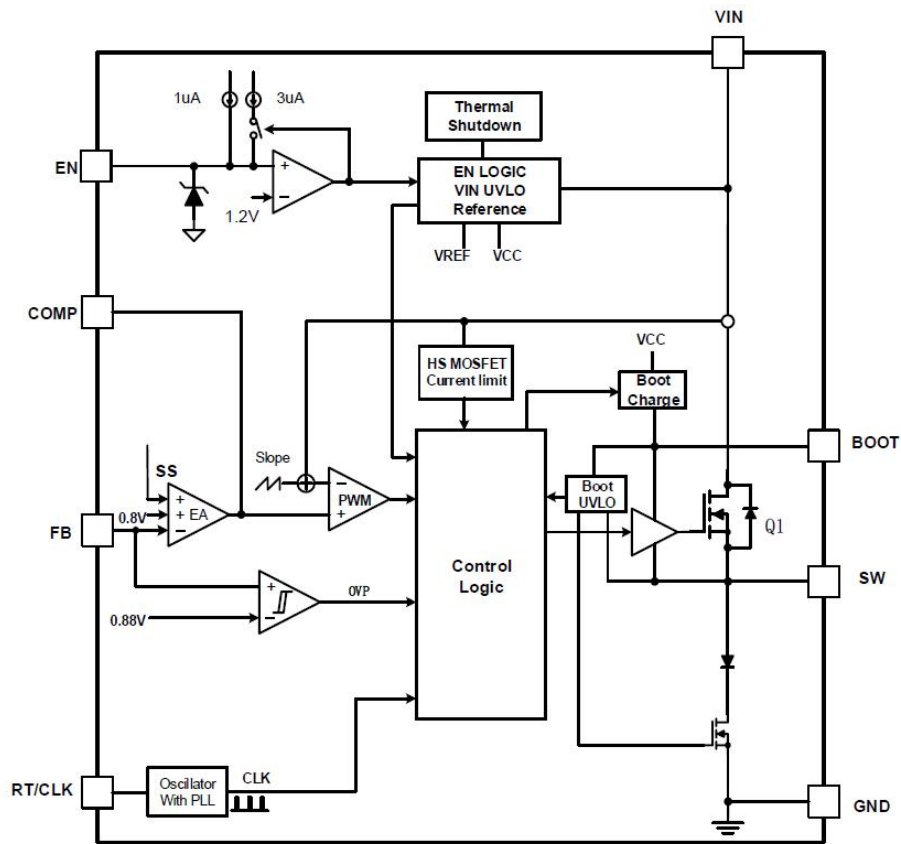 VIN
1uA
3uA
Thermal
Shutdown
EN
+
−
1.2V
EN LOGIC
VIN UVLO
Reference
VREF
VCC
COMP
HS MOSFET
Current limit
VCC
Boot
Charge
BOOT
Slope
SS
−
PWM
+
Boot
UVLO
+
+ EA
−
0.8V
FB
Q1
Control
Logic
SW
+
−
OVP
0.88V
RT/CLK
Oscillator
With PLL
CLK
GND